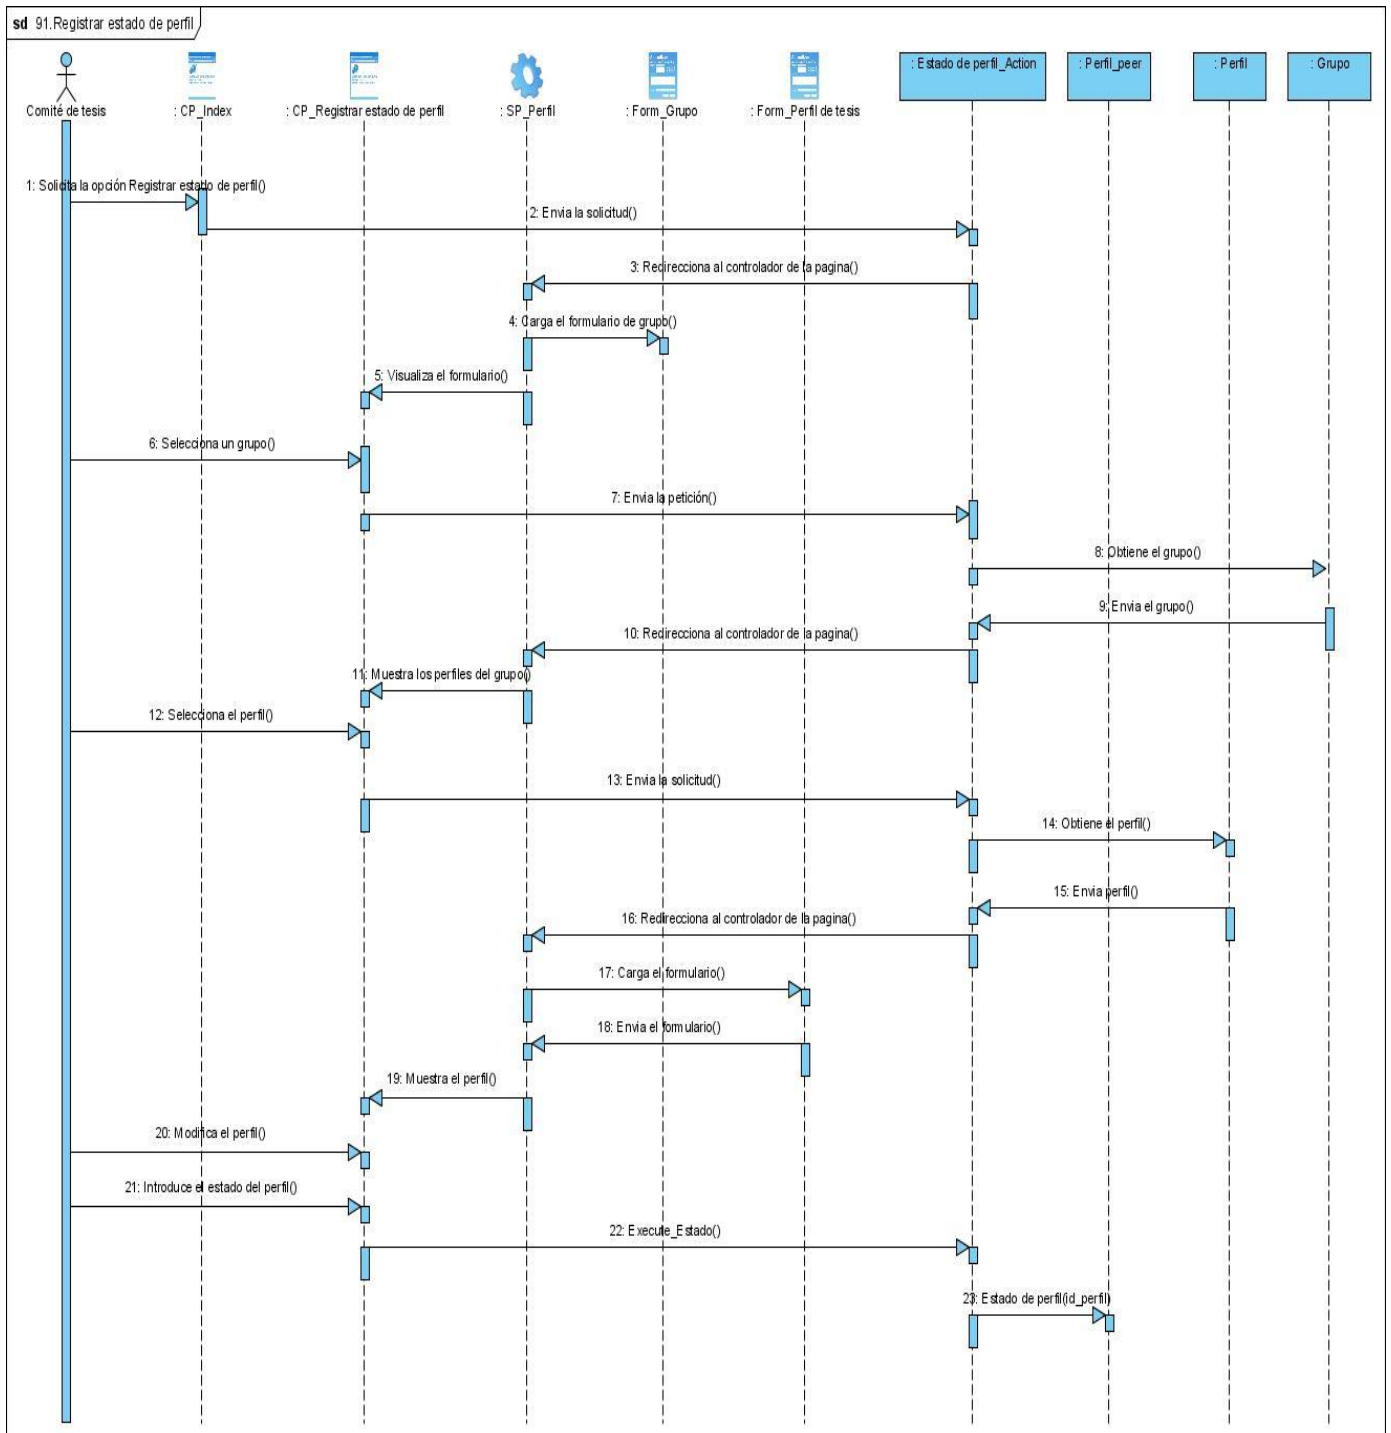 sd 91.Registrar estado de perfil
Comité de tesis
: CP_Index
: CP_Registrar estado de perfil
: SP_Perfil
: Form_Grupo
: Form_Perfil de tesis
: Estado de perfil_Action
: Perfil_peer
: Perfil
: Grupo
1: Solicita la opción Registrar estado de perfil()
2: Envia la solicitud()
3: Redirecciona al controlador de la pagina()
4: Carga el formulario de grupo()
5: Visualiza el formulario()
6: Selecciona un grupo()
7: Envia la petición()
8: Obtiene el grupo()
9: Envia el grupo()
10: Redirecciona al controlador de la pagina()
11: Muestra los perfiles del grupo()
12: Selecciona el perfil()
13: Envia la solicitud()
14: Obtiene el perfil()
15: Envia perfil()
16: Redirecciona al controlador de la pagina()
17: Carga el formulario()
18: Envia el formulario()
19: Muestra el perfil()
20: Modifica el perfil()
21: Introduce el estado del perfil()
22: Execute_Estado()
23: Estado de perfil(id_perfil)